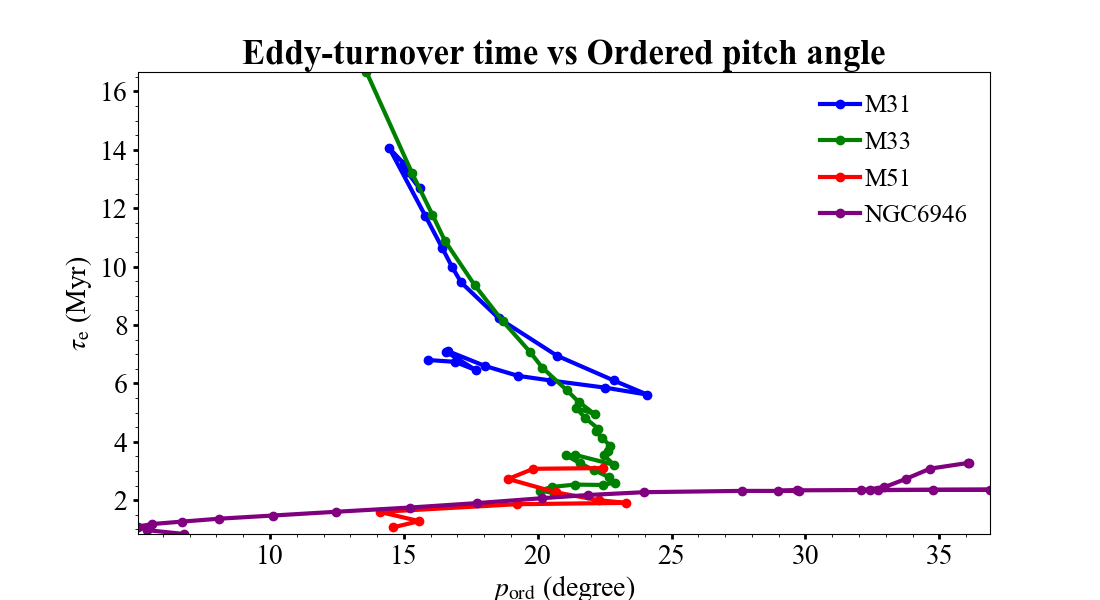 Eddy-turnover time vs Ordered pitch angle
M31
M33
M51
NGC6946
16
14
12
10
8
6
4
2
τe (Myr)
10 15 20 25 30 35
pord (degree)